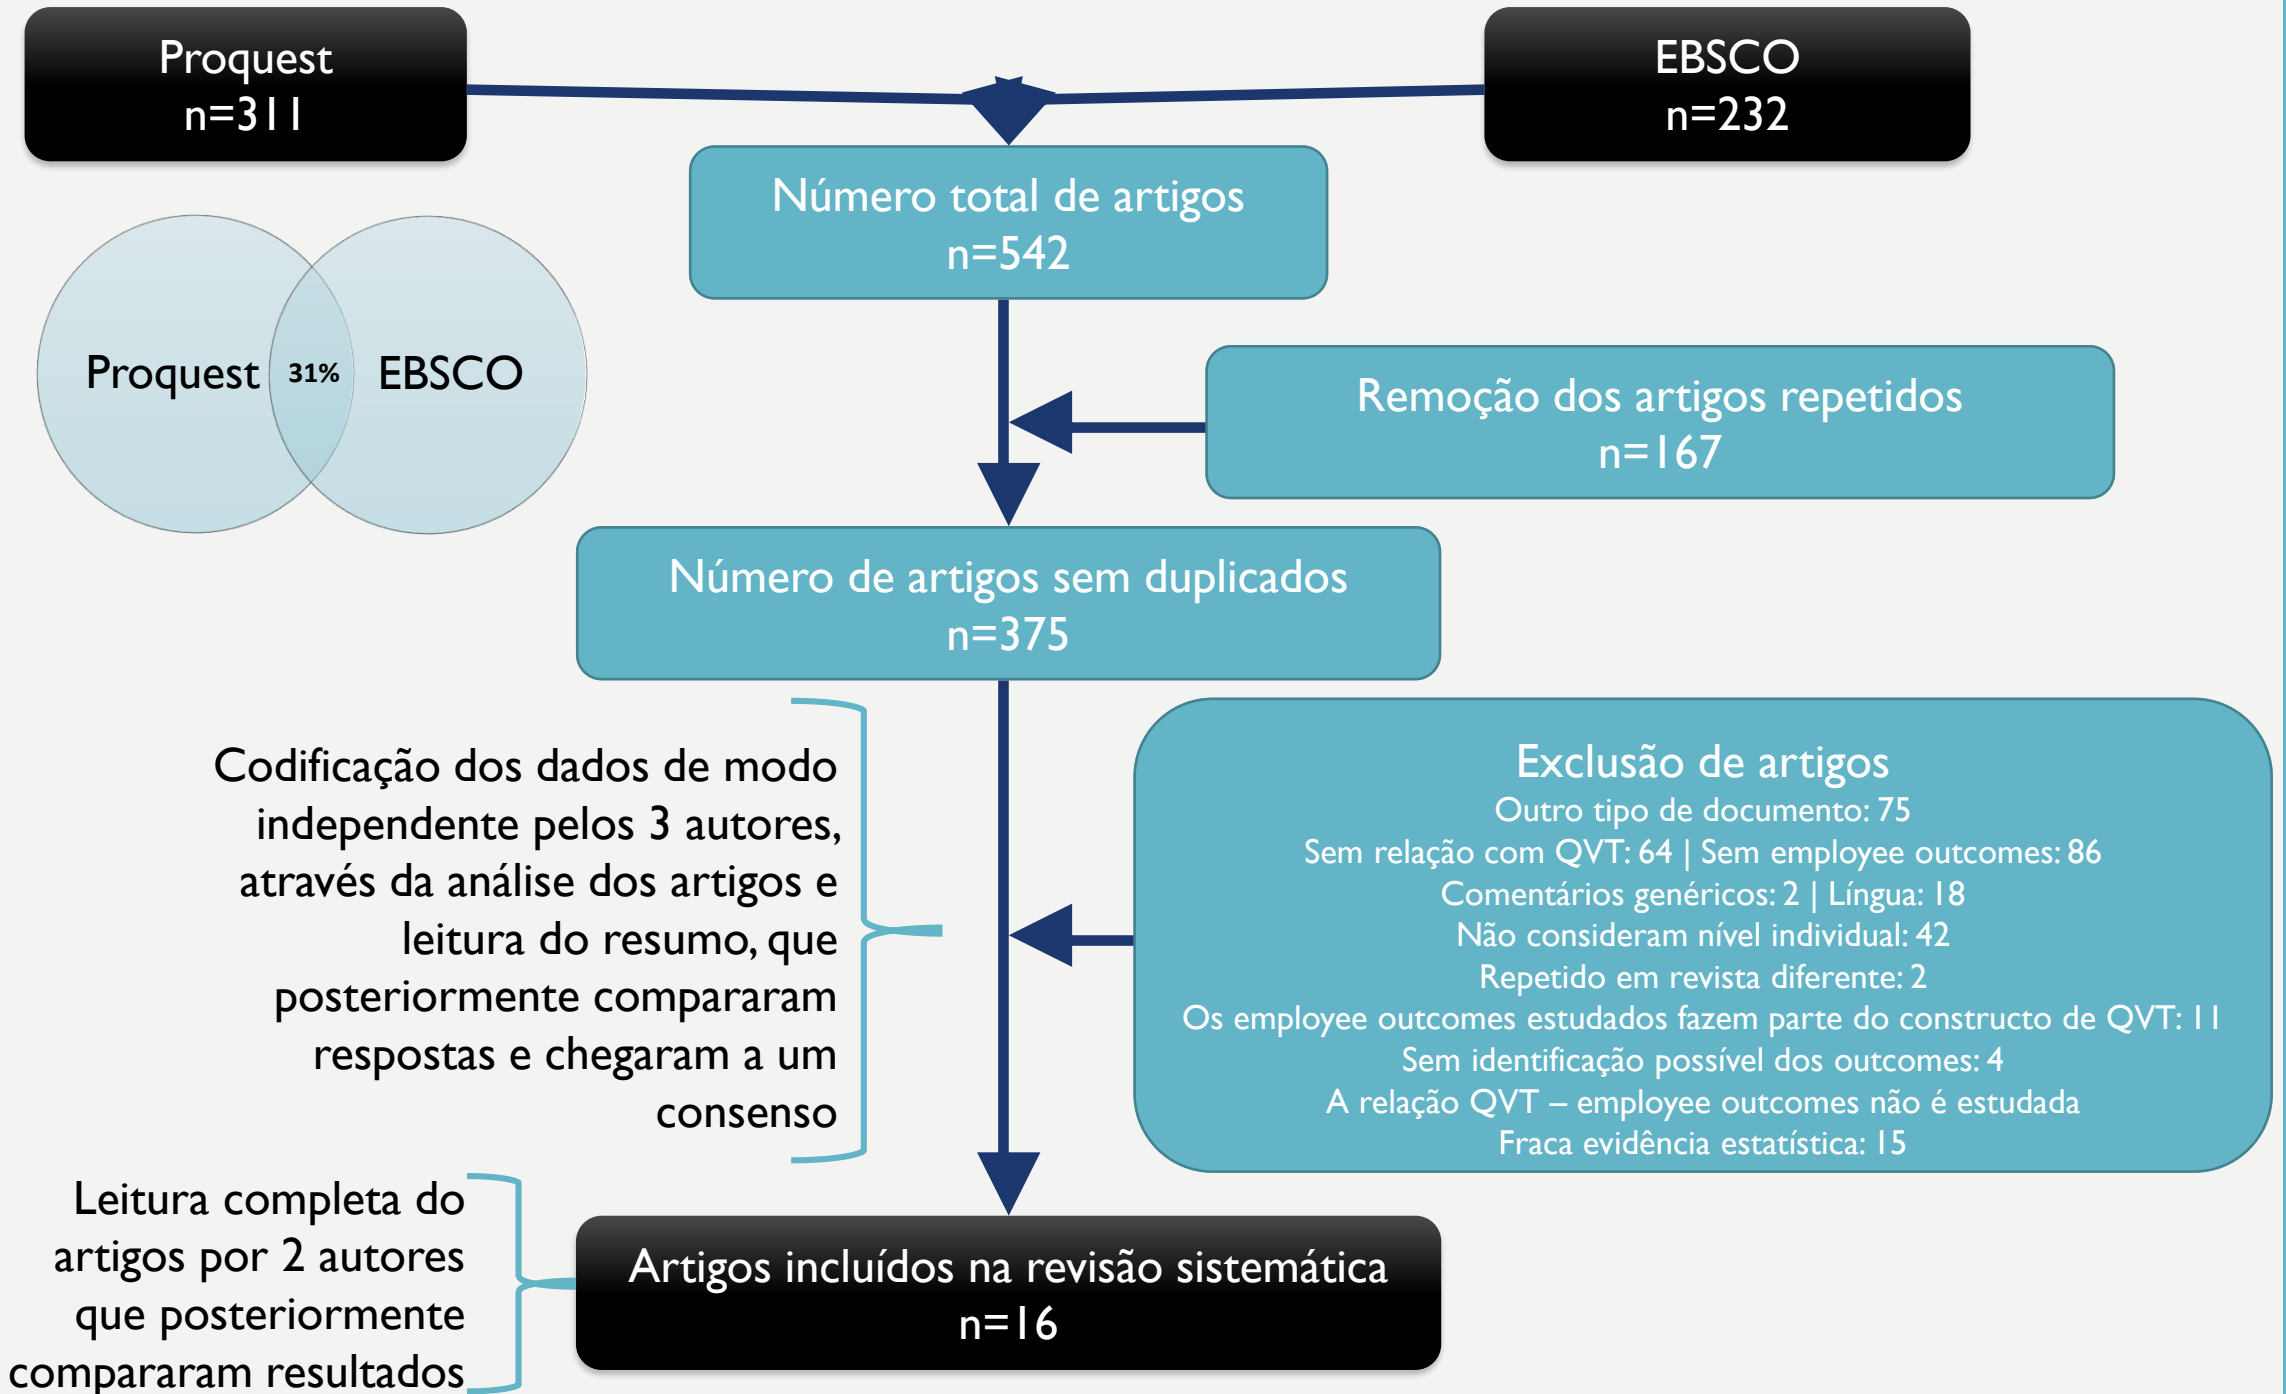 Proquest
n=311
EBSCO
n=232
Número total de artigos
n=542
Proquest
31%
EBSCO
Remoção dos artigos repetidos
n=167
Número de artigos sem duplicados
n=375
Codificação dos dados de modo
independente pelos 3 autores,
através da análise dos artigos e
leitura do resumo, que
posteriormente compararam
respostas e chegaram a um
consenso
Exclusão de artigos
Outro tipo de documento: 75
Sem relação com QVT: 64 | Sem employee outcomes: 86
Comentários genéricos: 2 | Língua: 18
Não consideram nível individual: 42
Repetido em revista diferente: 2
Os employee outcomes estudados fazem parte do constructo de QVT: 11
Sem identificação possível dos outcomes: 4
A relação QVT – employee outcomes não é estudada
Fraca evidência estatística: 15
Leitura completa do
artigos por 2 autores
que posteriormente
compararam resultados
Artigos incluídos na revisão sistemática
n=16